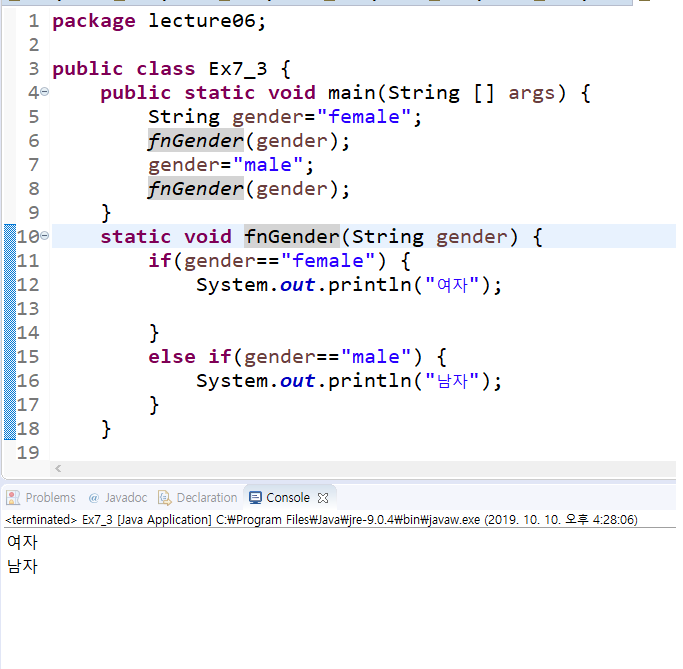 1 package lecture06;
2
3 public class Ex7_3 {
4     public static void main(String [] args) {
5         String gender="female";
6         fnGender(gender);
7         gender="male";
8         fnGender(gender);
9     }
10     static void fnGender(String gender) {
11         if(gender=="female") {
12             System.out.println("여자");
13
14         }
15         else if(gender=="male") {
16             System.out.println("남자");
17         }
18     }
19
Problems @ Javadoc Declaration Console
<terminated> Ex7_3 [Java Application] C:₩Program Files₩Java₩jre-9.0.4₩bin₩javaw.exe (2019. 10. 10. 오후 4:28:06)
여자
남자